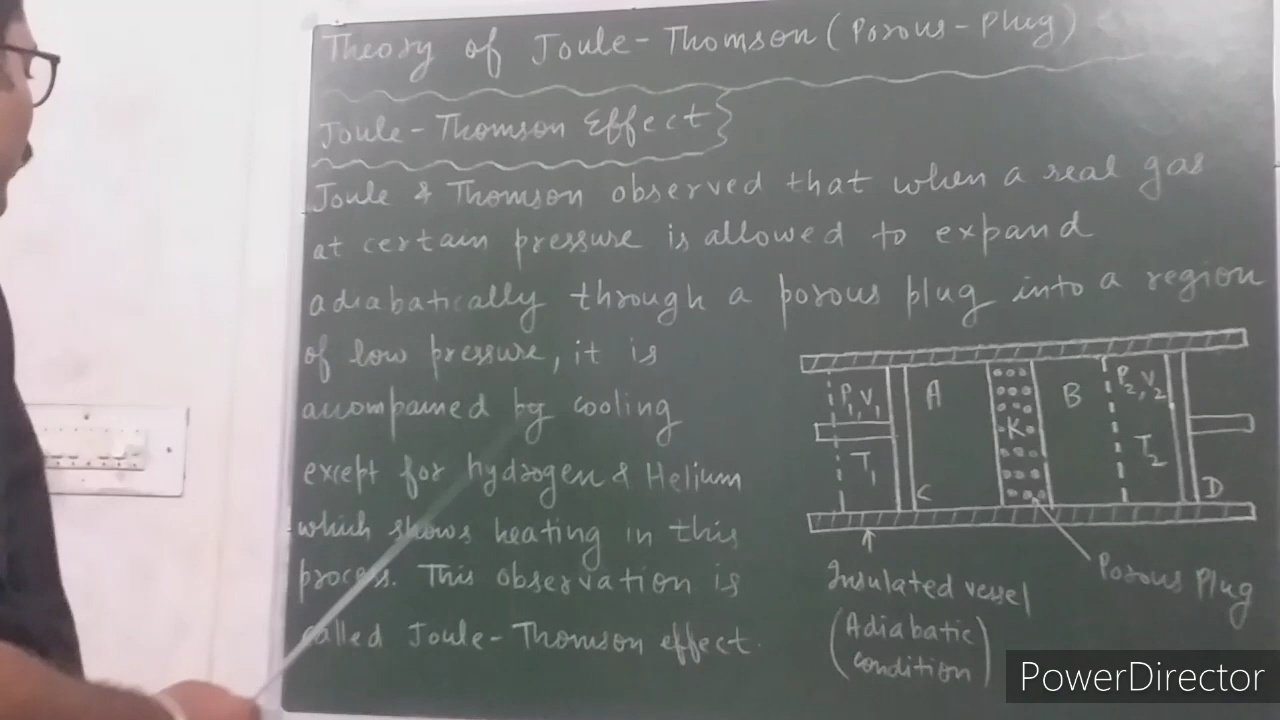 Theory of Joule-Thomson (Porous-Plug)
Joule-Thomson Effect
Joule & Thomson observed that when a real gas
at certain pressure is allowed to expand
adiabatically through a porous plug into a region
of low pressure, it is
accompained by cooling
except for hydrogen & Helium
which shows heating in this
process. This observation is
called Joule-Thomson effect.
P₁,V₁ A B P₂,V₂
K
T₁ T₂
C D
Porous Plug
Insulated vessel
(Adiabatic
condition)
PowerDirector